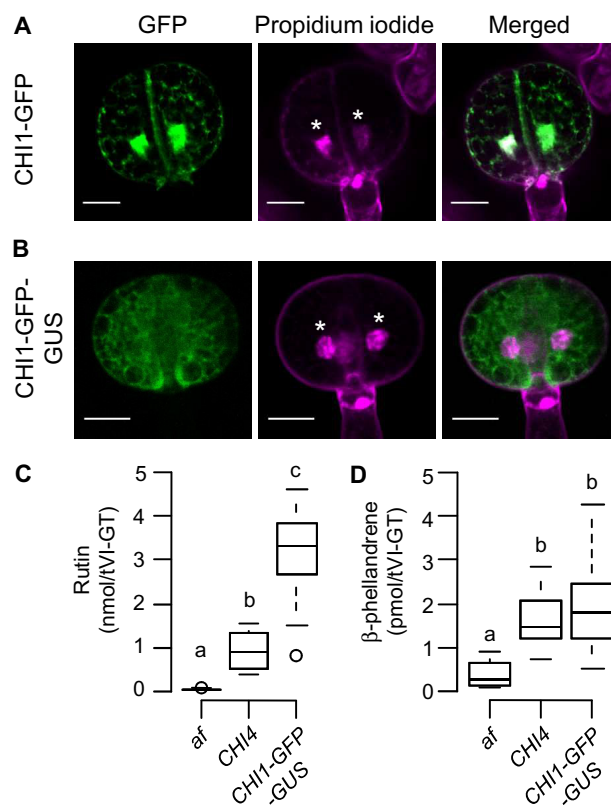 A
GFP
Propidium iodide
Merged
CHI1-GFP
*
*
B
CHI1-GFP-
GUS
*
*
C
Rutin
(nmol/tVI-GT)
5
4
3
2
1
0
a
b
c
af
CHI4
CHI1-GFP
-GUS
D
β-phellandrene
(pmol/tVI-GT)
5
4
3
2
1
0
a
b
b
af
CHI4
CHI1-GFP
-GUS